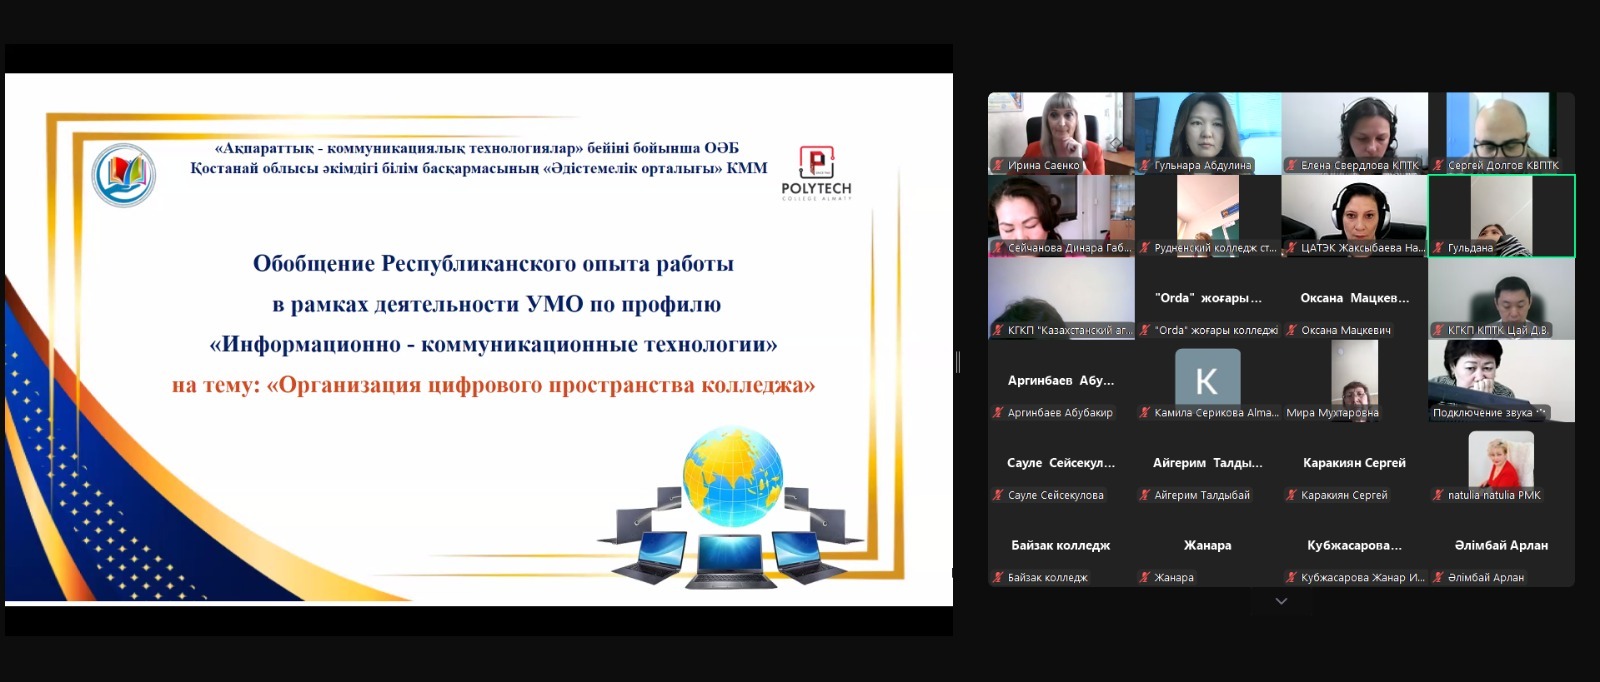 «Ақпараттық - коммуникациялық технологиялар» бейіні бойынша ОӘБ
Қостанай облысы әкімдігі білім басқармасының «Әдістемелік орталығы» КММ
POLYTECH
COLLEGE ALMATY
Обобщение Республиканского опыта работы
в рамках деятельности УМО по профилю
«Информационно - коммуникационные технологии»
на тему: «Организация цифрового пространства колледжа»
Ирина Саенко
Гульнара Абдулина
Елена Свердлова КПТК
Сергей Долгов КВПТК
Сейчанова Динара Габ...
Рудненский колледж ст...
ЦАТЭК Жаксыбаева На...
Гульдана
КГКП "Казахстанский аг...
"Orda" жоғары...
"Orda" жоғары колледжі
Оксана Мацкев...
Оксана Мацкевич
КГКП КПТК Цай Д.В.
Аргинбаев Абу...
Аргинбаев Абубакир
K
Камила Серикова Alma...
Мира Мухтаровна
Подключение звука
Сауле Сейсекул...
Сауле Сейсекулова
Айгерим Талды...
Айгерим Талдыбай
Каракиян Сергей
Каракиян Сергей
natulia natulia РМК
Байзак колледж
Байзак колледж
Жанара
Жанара
Кубжасарова...
Кубжасарова Жанар И...
Әлімбай Арлан
Әлімбай Арлан